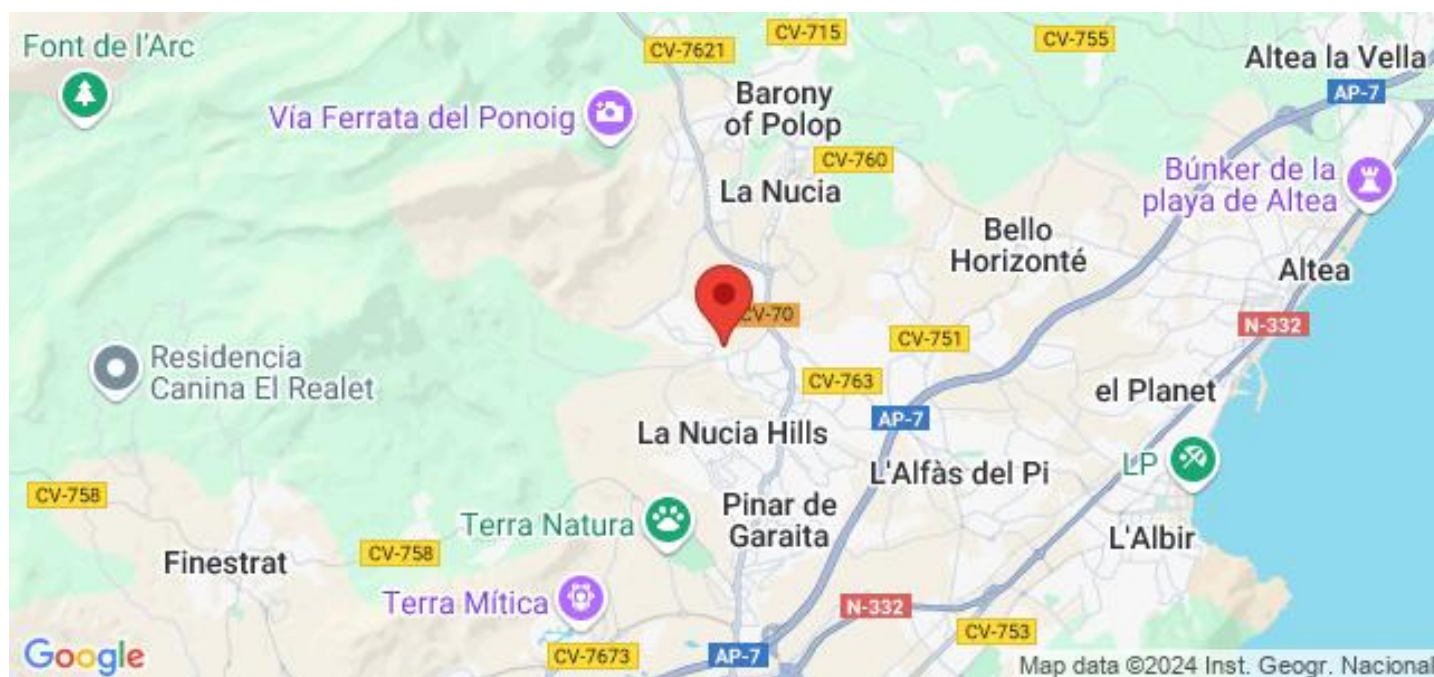 Font de l'Arc
CV-7621
CV-715
CV-755
Altea la Vella
AP-7
Vía Ferrata del Ponoig
Barony
of Polop
CV-760
La Nucia
Búnker de la
playa de Altea
Bello
Horizonté
Altea
CV-70
N-332
CV-751
Residencia
Canina El Realet
CV-763
el Planet
AP-7
La Nucia Hills
L'Alfàs del Pi
LP
CV-758
Terra Natura
Pinar de
Garaita
L'Albir
Finestrat
CV-758
Terra Mítica
N-332
CV-753
Google
CV-7673
AP-7
Map data ©2024 Inst. Geogr. Nacional